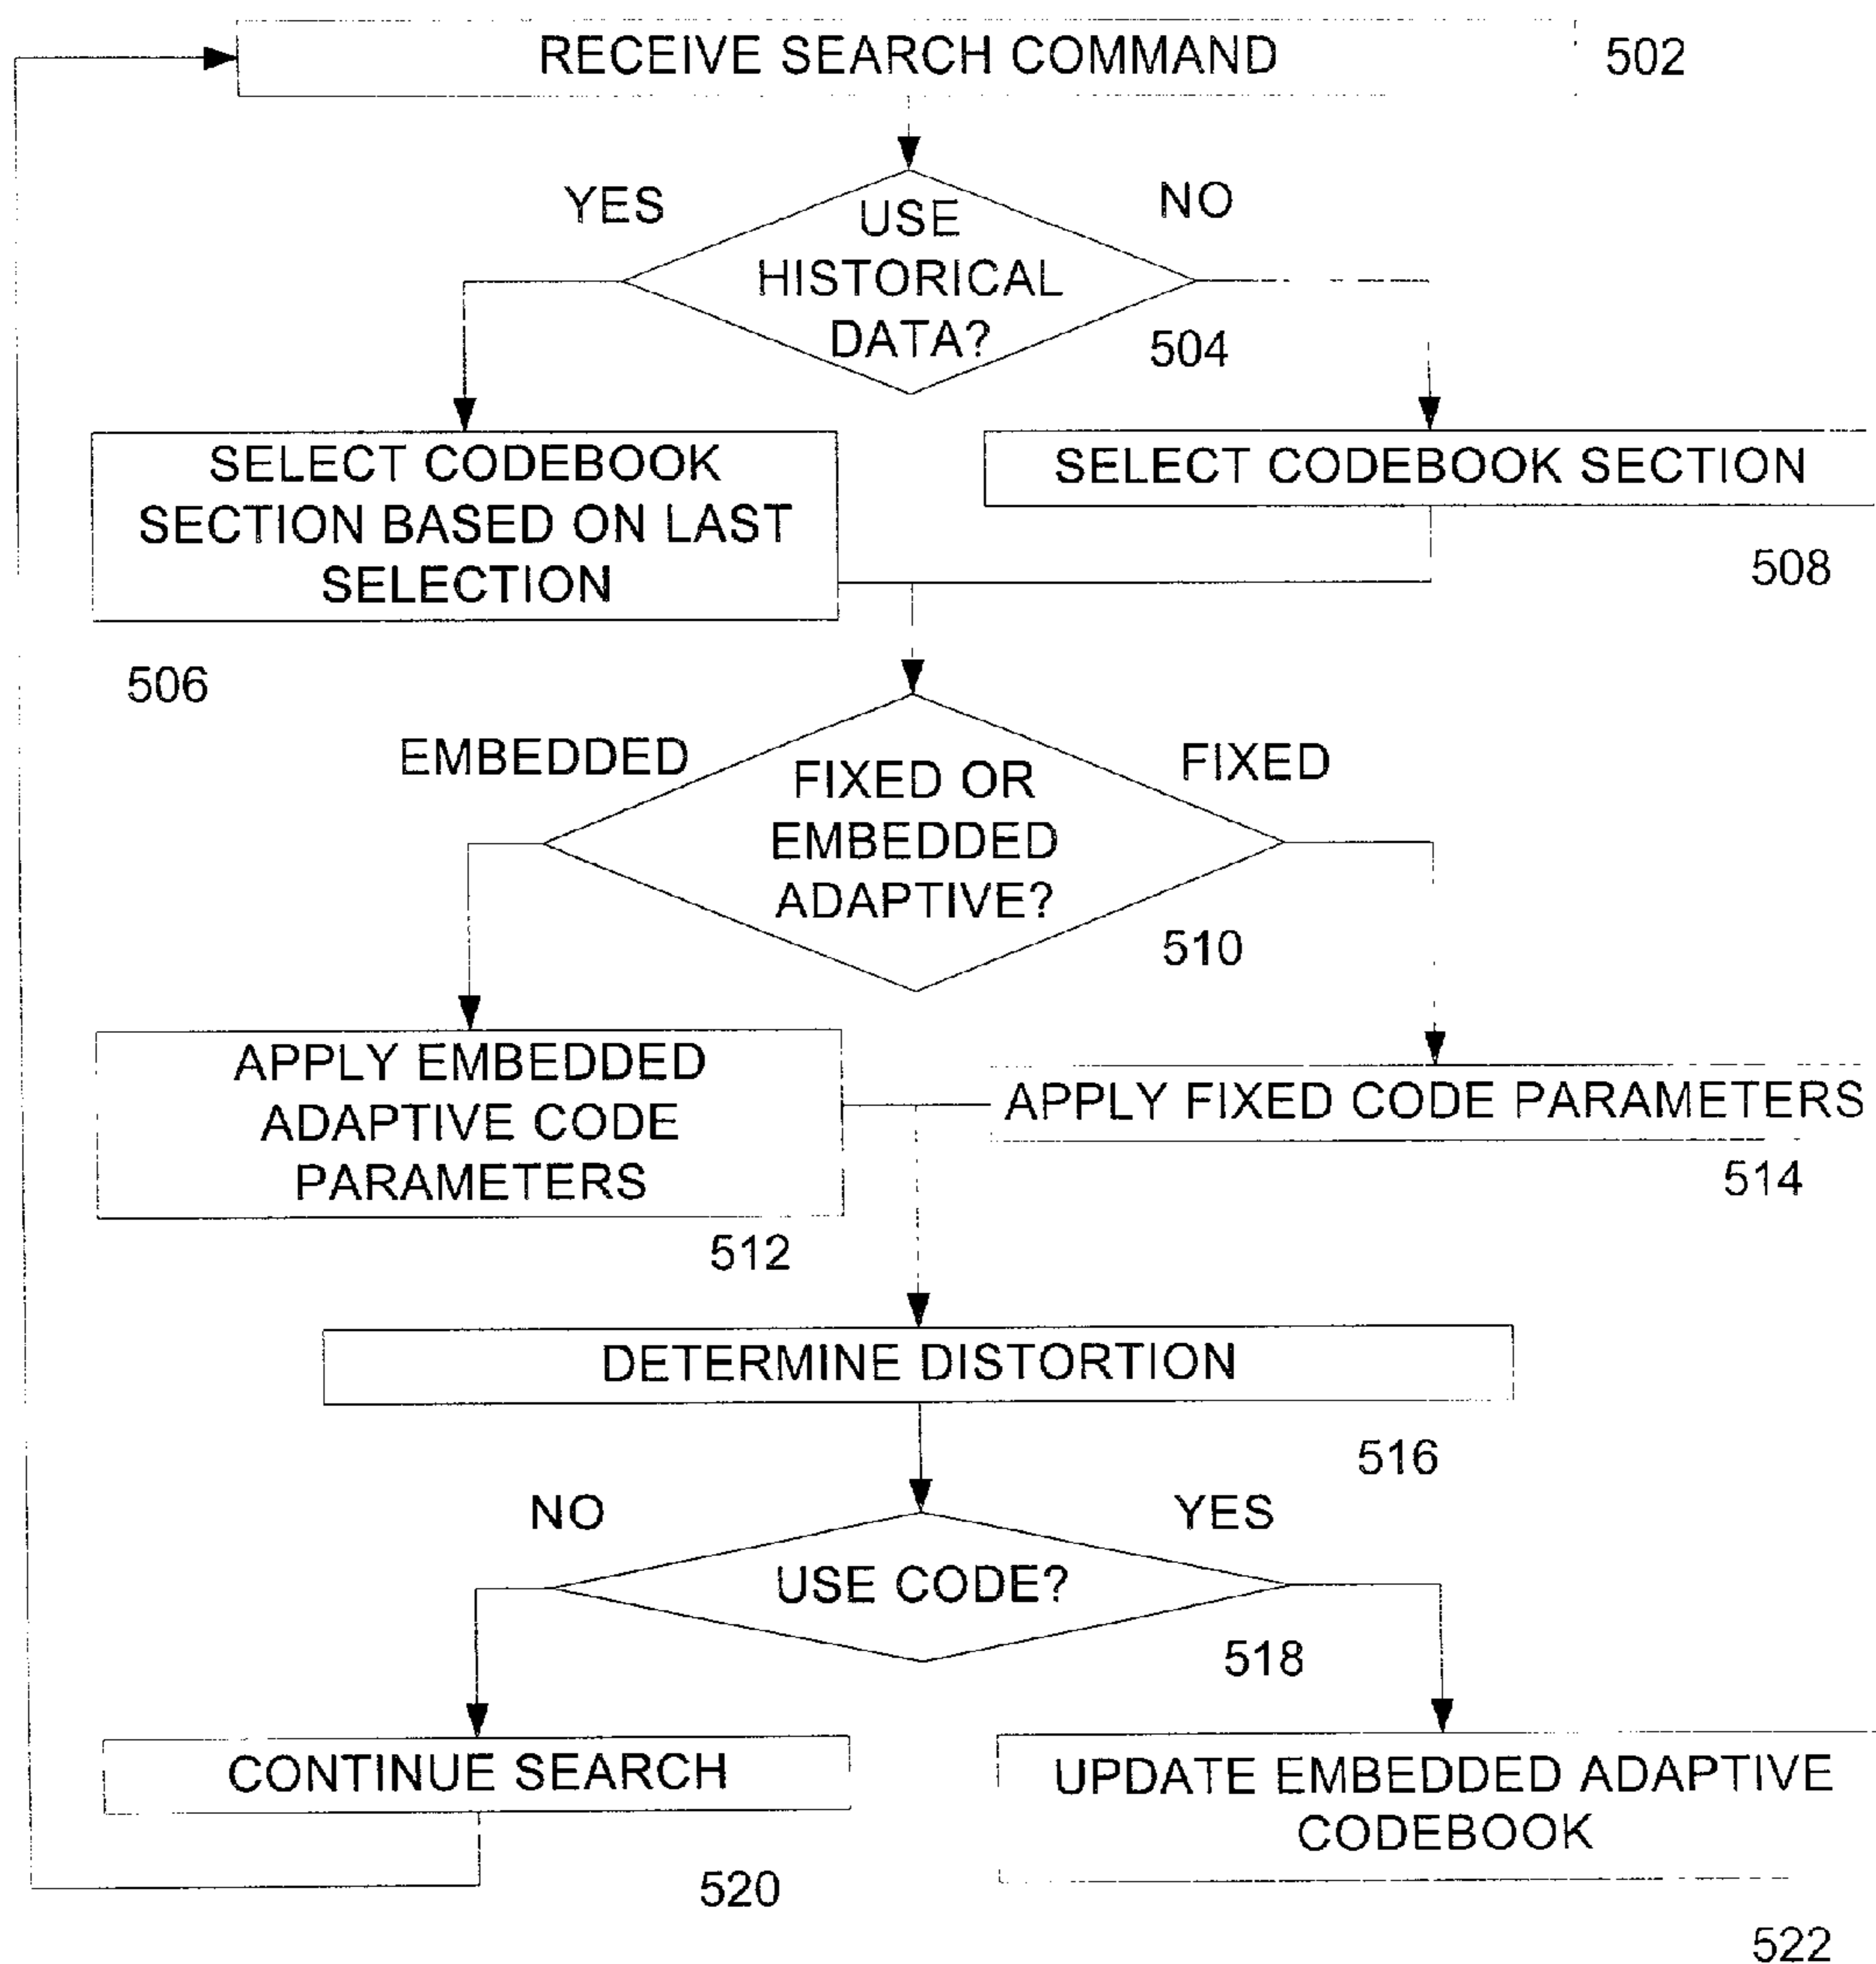 RECEIVE SEARCH COMMAND
502
YES
NO
USE
HISTORICAL
DATA?
504
SELECT CODEBOOK
SECTION BASED ON LAST
SELECTION
506
SELECT CODEBOOK SECTION
508
EMBEDDED
FIXED
FIXED OR
EMBEDDED
ADAPTIVE?
510
APPLY EMBEDDED
ADAPTIVE CODE
PARAMETERS
512
APPLY FIXED CODE PARAMETERS
514
DETERMINE DISTORTION
516
NO
YES
USE CODE?
518
CONTINUE SEARCH
520
UPDATE EMBEDDED ADAPTIVE
CODEBOOK
522